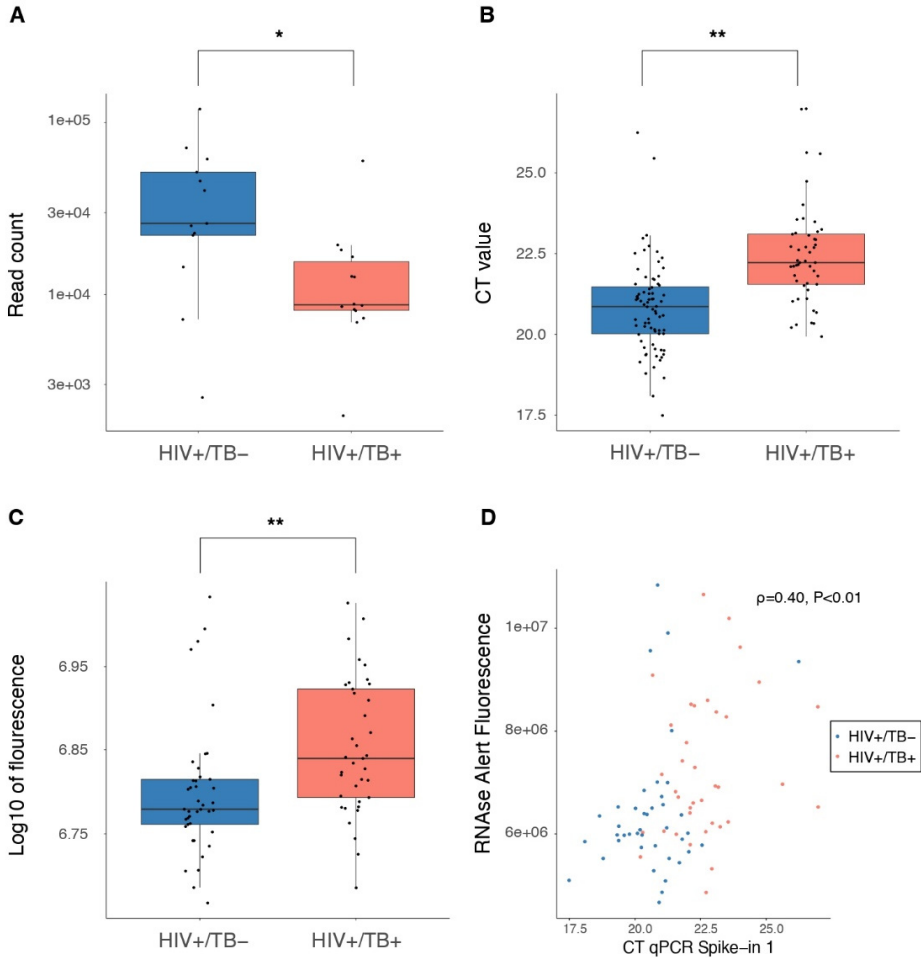 A
*
Read count
1e+05
3e+04
1e+04
3e+03
HIV+/TB−
HIV+/TB+
B
**
CT value
25.0
22.5
20.0
17.5
HIV+/TB−
HIV+/TB+
C
**
Log10 of flourescence
6.95
6.85
6.75
HIV+/TB−
HIV+/TB+
D
ρ=0.40, P<0.01
RNAse Alert Fluorescence
1e+07
8e+06
6e+06
17.5
20.0
22.5
25.0
CT qPCR Spike−in 1
HIV+/TB−
HIV+/TB+